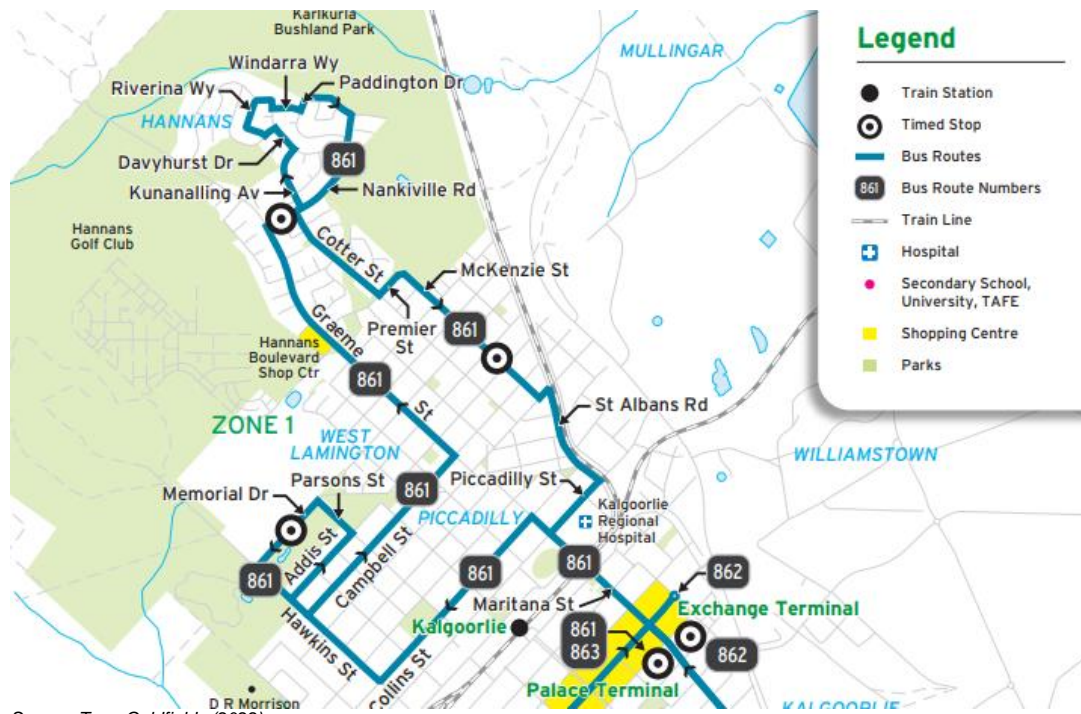 Karlkurla
Bushland Park
Windarra Wy
Riverina Wy
Paddington Dr
MULLINGAR
HANNANS
Davyhurst Dr
861
Kunanalling Av
Nankiville Rd
Hannans
Golf Club
Cotter St
McKenzie St
Premier
St
861
Graeme
St
Hannans
Boulevard
Shop Ctr
861
ZONE 1
St Albans Rd
WEST
LAMINGTON
WILLIAMSTOWN
Memorial Dr
Parsons St
861
Piccadilly St
PICCADILLY
Kalgoorlie
Regional
Hospital
Addis St
Campbell St
861
861
861
862
Maritana St
Hawkins St
Kalgoorlie
Exchange Terminal
861
863
862
Collins St
Palace Terminal
D R Morrison
KALGOORLIE
Legend
Train Station
Timed Stop
Bus Routes
861
Bus Route Numbers
Train Line
Hospital
Secondary School,
University, TAFE
Shopping Centre
Parks